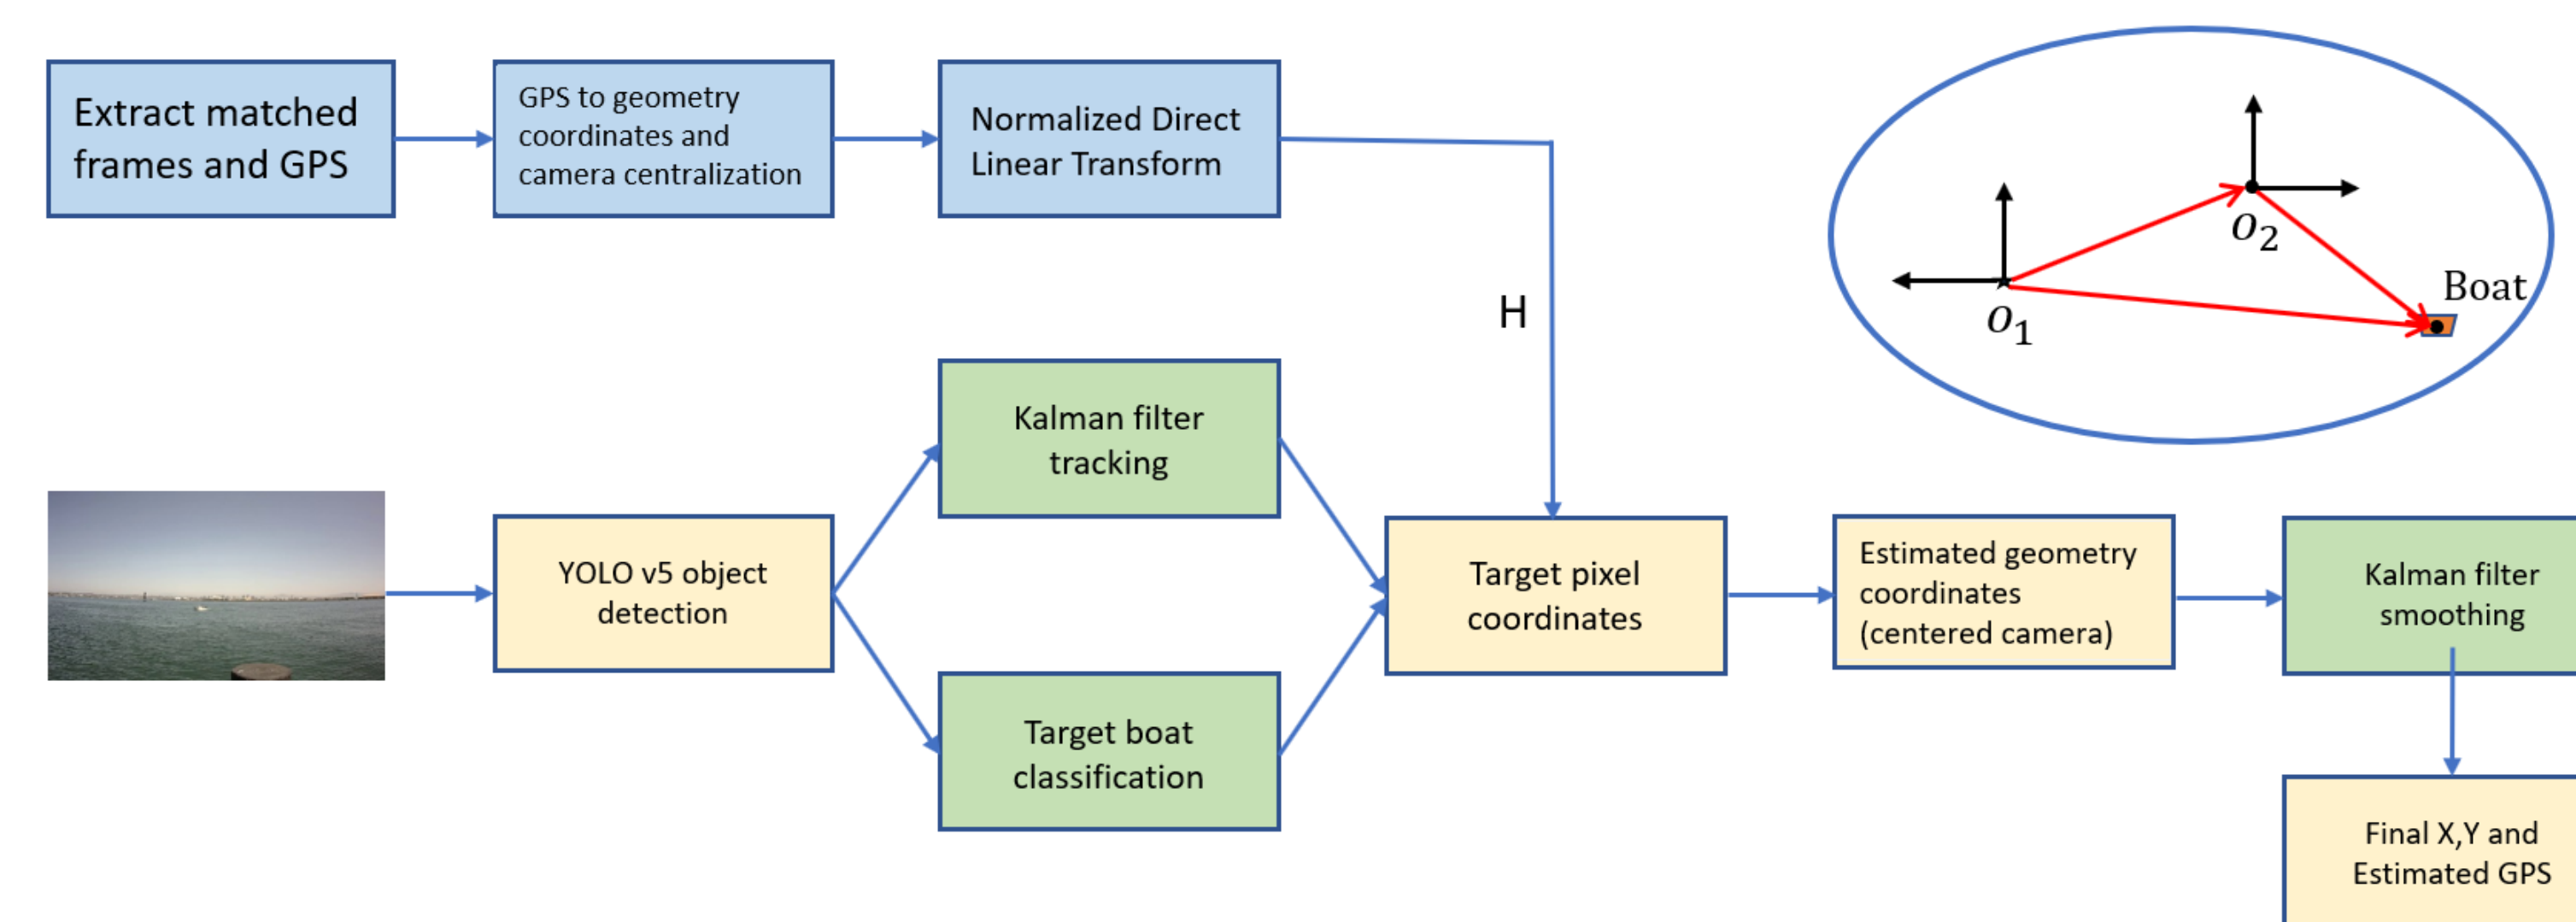 Extract matched
frames and GPS
GPS to geometry
coordinates and
camera centralization
Normalized Direct
Linear Transform
H
O₂
O₁
Boat
Kalman filter
tracking
YOLO v5 object
detection
Target boat
classification
Target pixel
coordinates
Estimated geometry
coordinates
(centered camera)
Kalman filter
smoothing
Final X,Y and
Estimated GPS